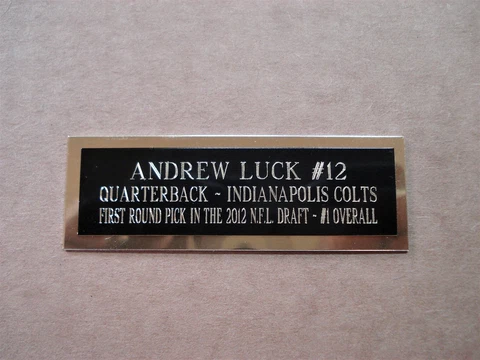 ANDREW LUCK #12
QUARTERBACK ~ INDIANAPOLIS COLTS
FIRST ROUND PICK IN THE 2012 N.F.L. DRAFT ~ #1 OVERALL